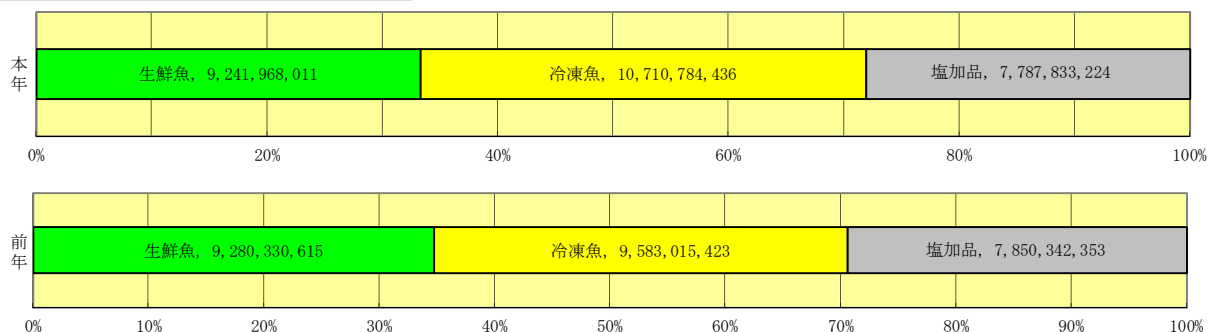 本年
生鮮魚, 9,241,968,011 冷凍魚, 10,710,784,436 塩加品, 7,787,833,224
0% 20% 40% 60% 80% 100%
前年
生鮮魚, 9,280,330,615 冷凍魚, 9,583,015,423 塩加品, 7,850,342,353
0% 10% 20% 30% 40% 50% 60% 70% 80% 90% 100%